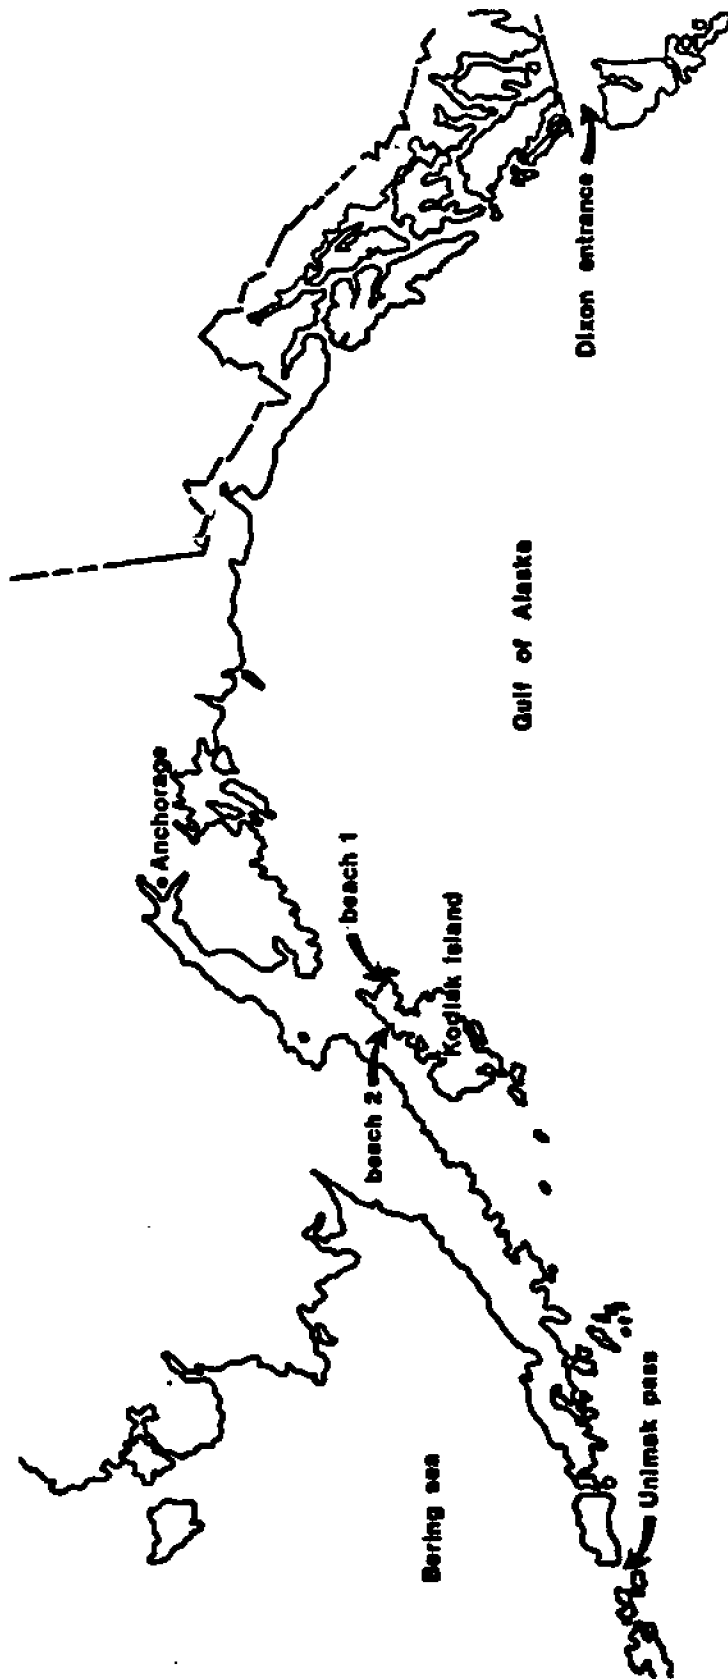 Anchorage
beach 1
beach 2
Kodiak Island
Gulf of Alaska
Dixon entrance
Bering sea
Unimak pass